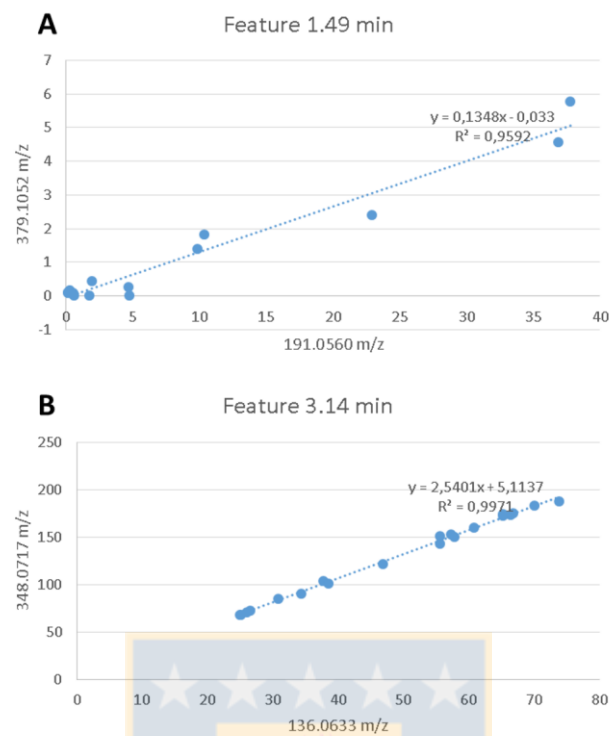 A
Feature 1.49 min
7
6
5
4
3
2
1
0
-1
379.1052 m/z
y = 0,1348x - 0,033
R² = 0,9592
0 5 10 15 20 25 30 35 40
191.0560 m/z
B
Feature 3.14 min
250
200
150
100
50
0
348.0717 m/z
y = 2,5401x + 5,1137
R² = 0,9971
0 10 20 30 40 50 60 70 80
136.0633 m/z